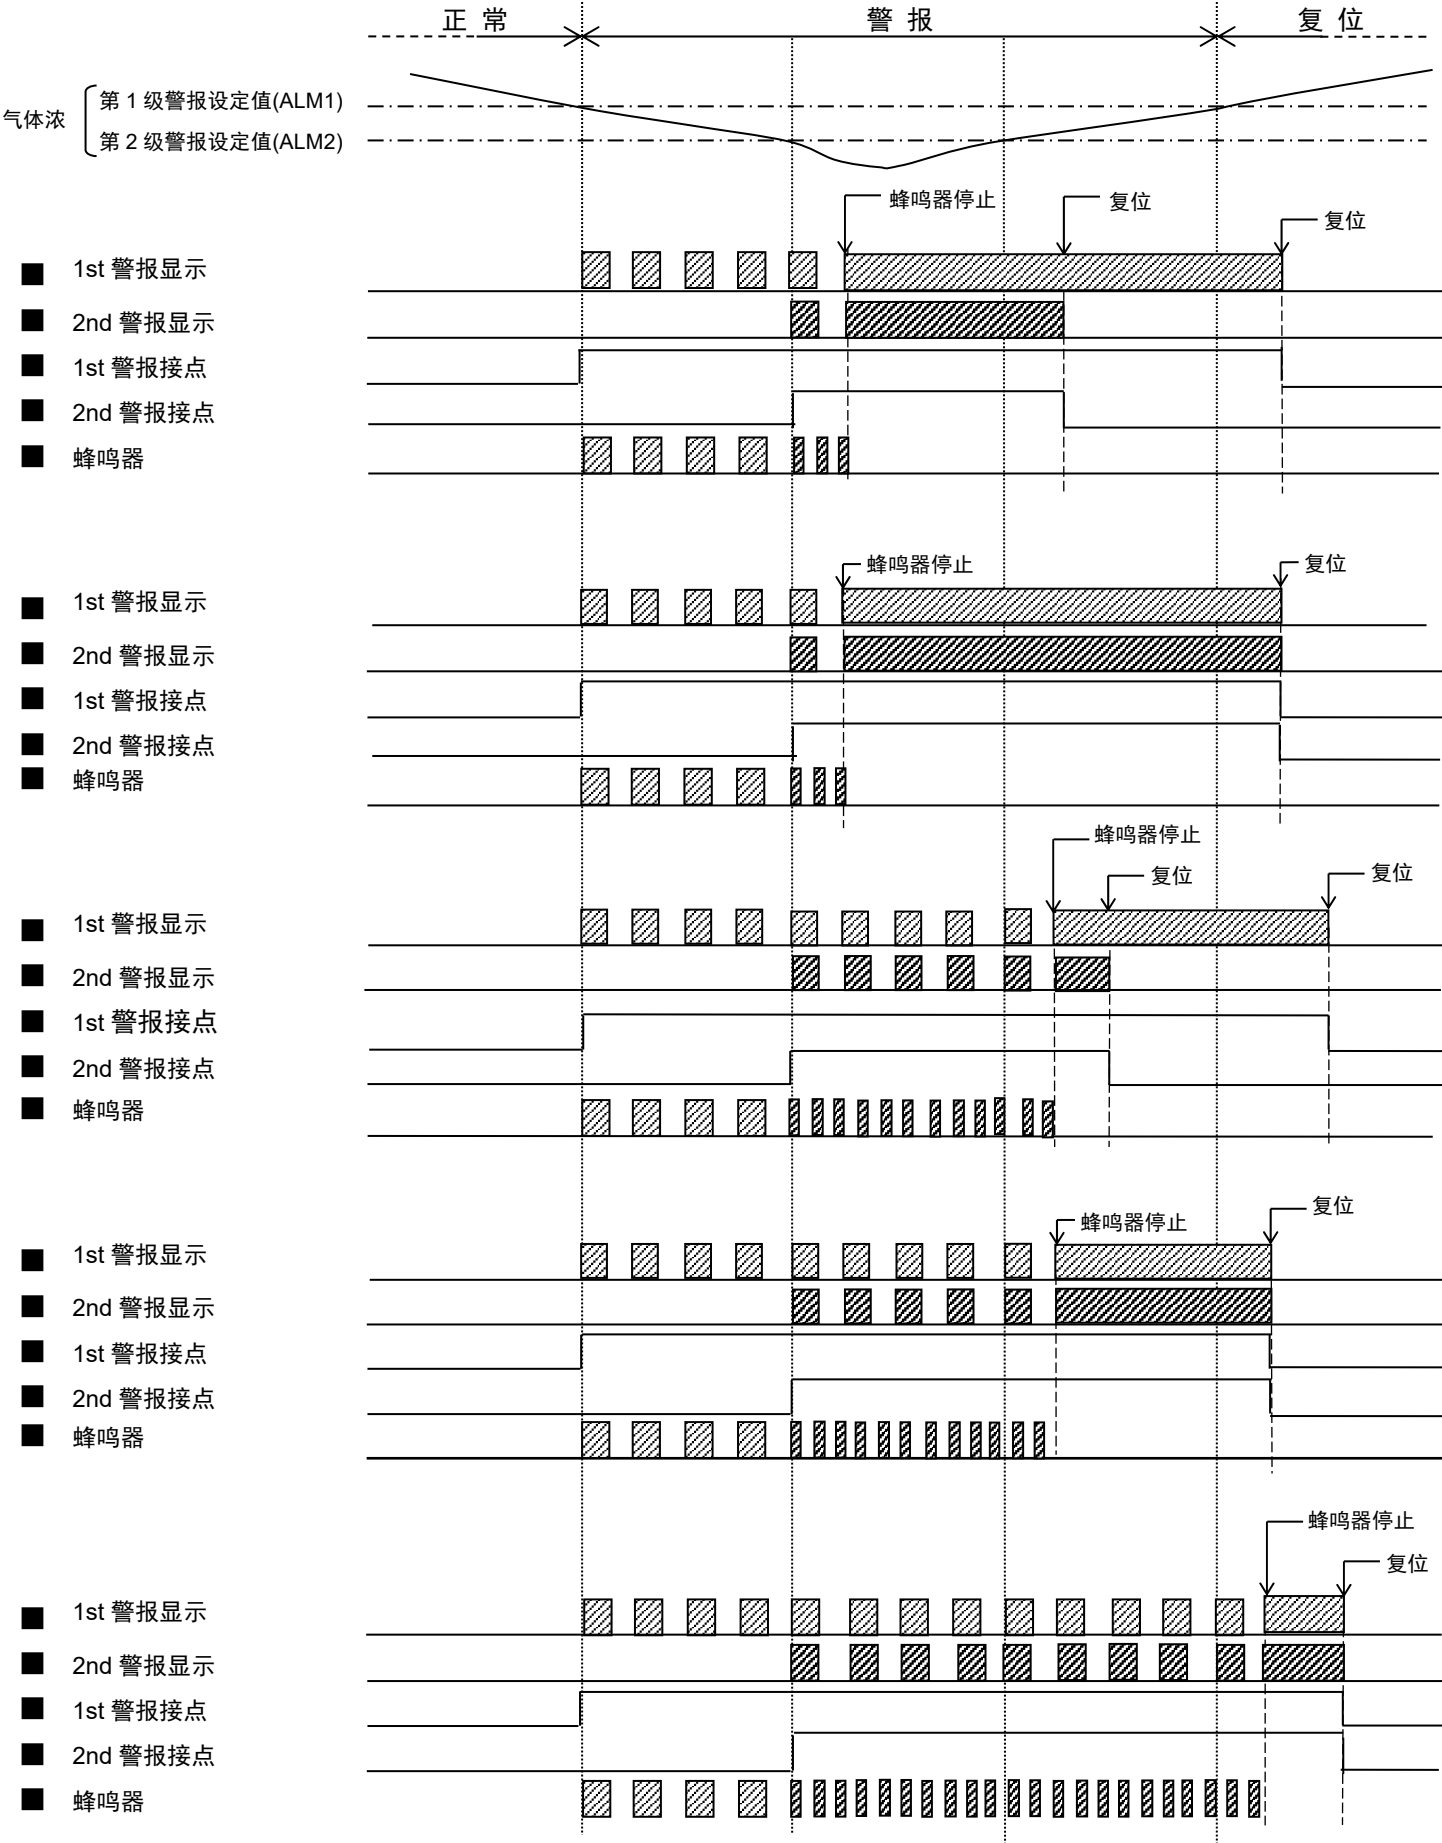 正 常
警 报
复 位
气体浓
第 1 级警报设定值(ALM1)
第 2 级警报设定值(ALM2)
蜂鸣器停止
复位
复位
■ 1st 警报显示
■ 2nd 警报显示
■ 1st 警报接点
■ 2nd 警报接点
■ 蜂鸣器
蜂鸣器停止
复位
■ 1st 警报显示
■ 2nd 警报显示
■ 1st 警报接点
■ 2nd 警报接点
■ 蜂鸣器
蜂鸣器停止
复位
复位
■ 1st 警报显示
■ 2nd 警报显示
■ 1st 警报接点
■ 2nd 警报接点
■ 蜂鸣器
蜂鸣器停止
复位
■ 1st 警报显示
■ 2nd 警报显示
■ 1st 警报接点
■ 2nd 警报接点
■ 蜂鸣器
蜂鸣器停止
复位
■ 1st 警报显示
■ 2nd 警报显示
■ 1st 警报接点
■ 2nd 警报接点
■ 蜂鸣器